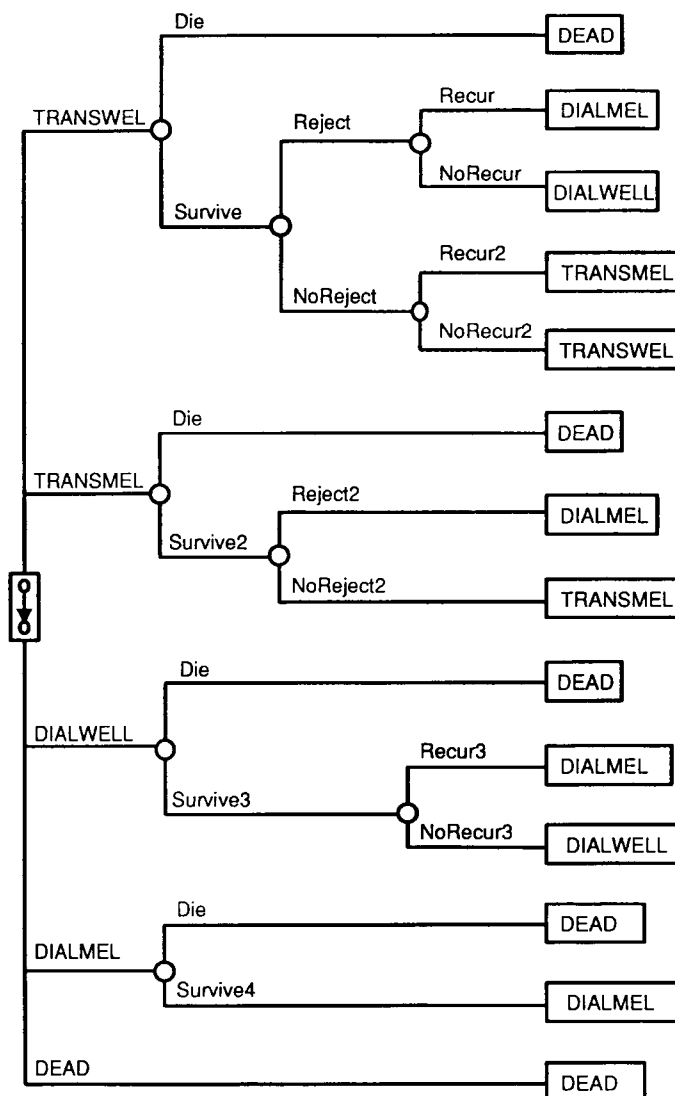 Die
DEAD
Recur
DIALMEL
TRANSWEL
Reject
NoRecur
DIALWELL
Survive
Recur2
TRANSMEL
NoReject
NoRecur2
TRANSWEL
Die
DEAD
TRANSMEL
Reject2
DIALMEL
Survive2
NoReject2
TRANSMEL
Die
DEAD
DIALWELL
Recur3
DIALMEL
Survive3
NoRecur3
DIALWELL
Die
DEAD
DIALMEL
Survive4
DIALMEL
DEAD
DEAD